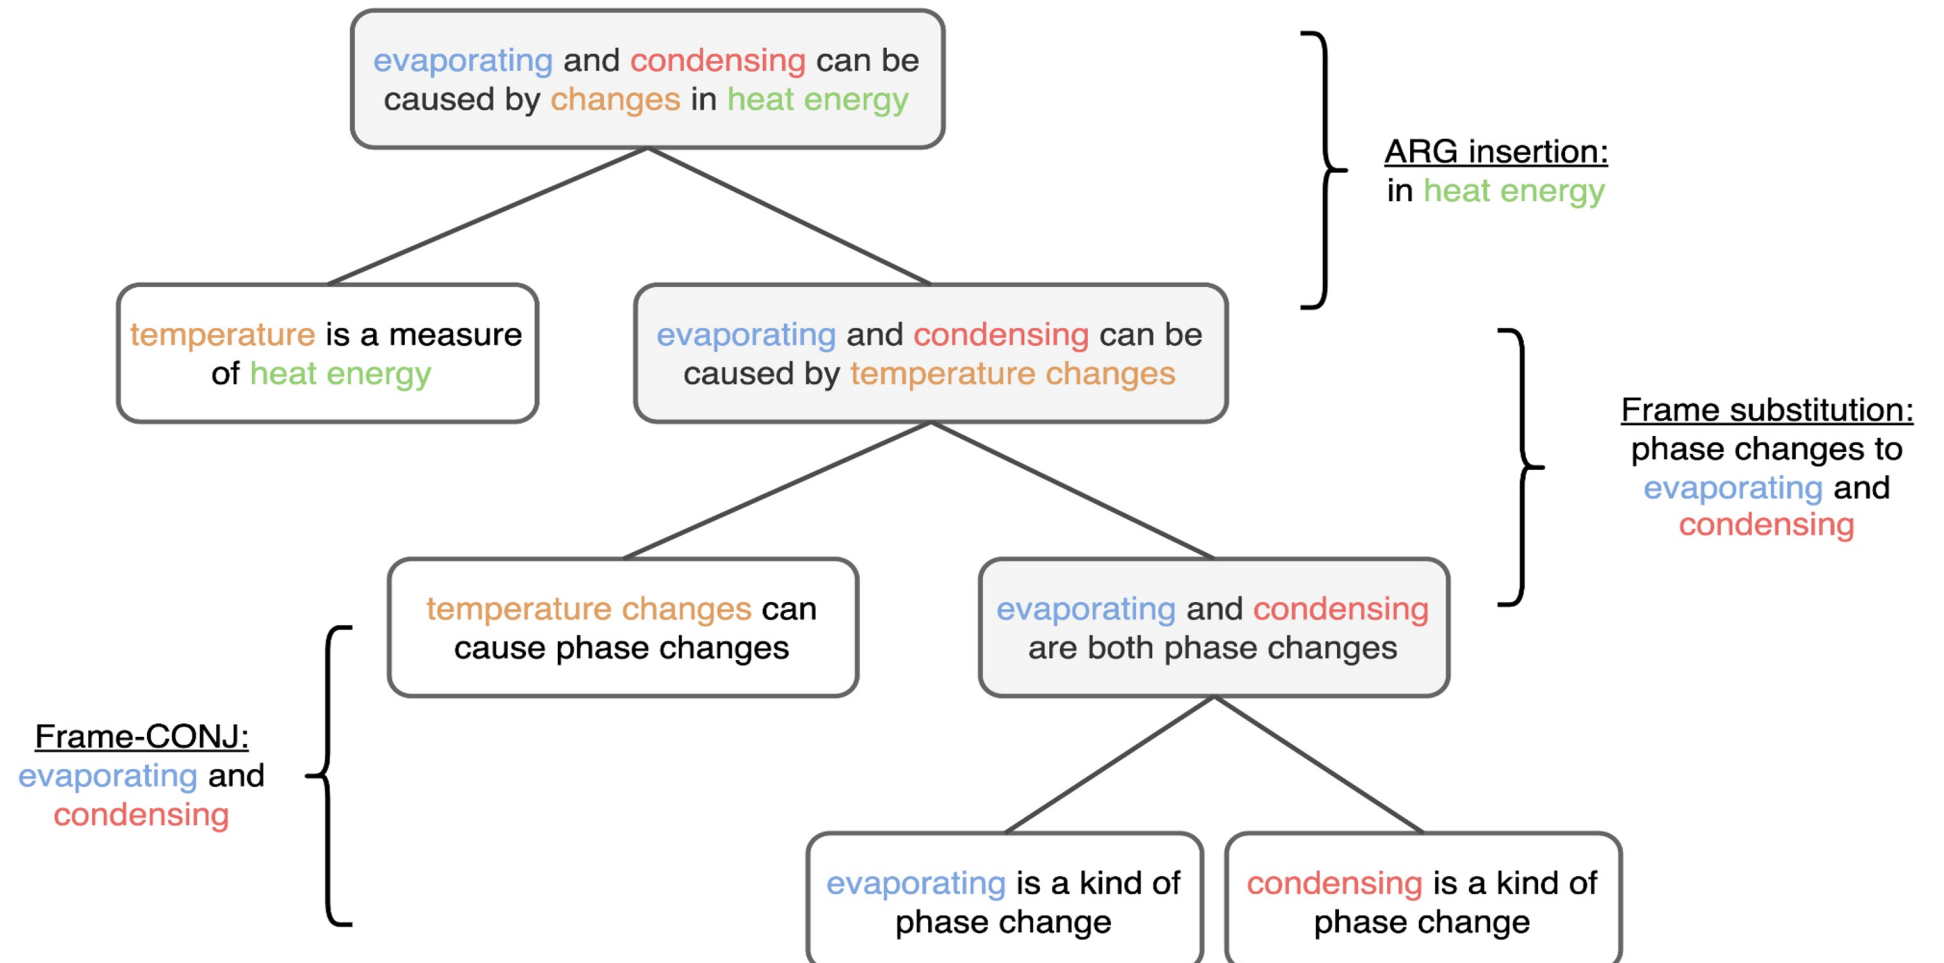 evaporating and condensing can be
caused by changes in heat energy
ARG insertion:
in heat energy
temperature is a measure
of heat energy
evaporating and condensing can be
caused by temperature changes
Frame substitution:
phase changes to
evaporating and
condensing
temperature changes can
cause phase changes
evaporating and condensing
are both phase changes
Frame-CONJ:
evaporating and
condensing
evaporating is a kind of
phase change
condensing is a kind of
phase change